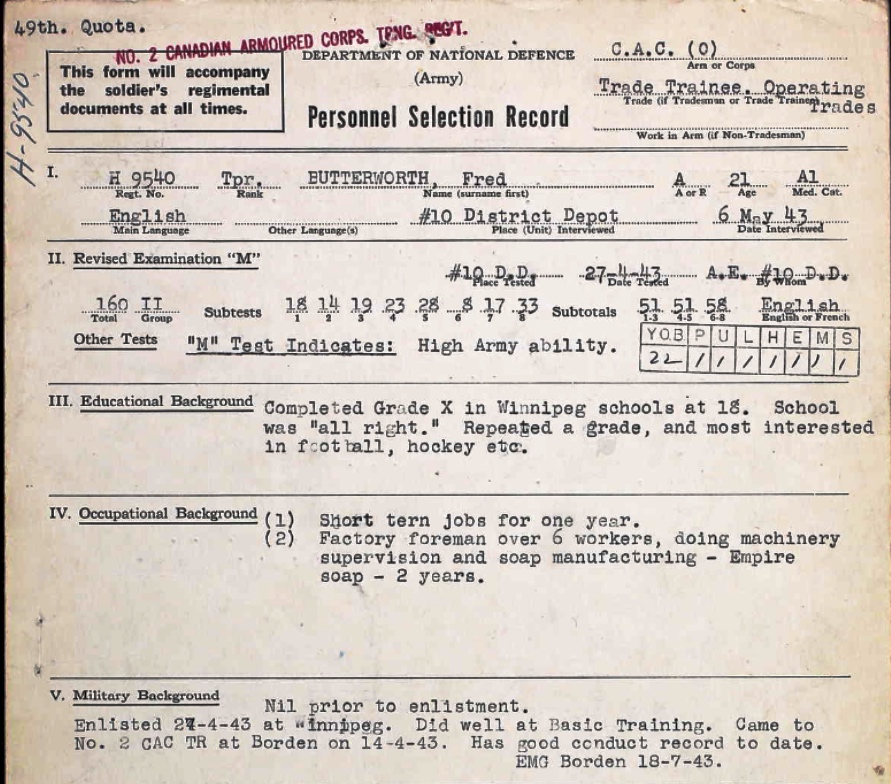 49th. Quota.
NO. 2 CANADIAN ARMOURED CORPS. TRNG. REGT.
H-9540
This form will accompany
the soldier's regimental
documents at all times.
DEPARTMENT OF NATIONAL DEFENCE
(Army)
Personnel Selection Record
C.A.C. (O)
Arm or Corps
Trade Trainee. Operating
Trade (if Tradesman or Trade Trainee)
Trades
Work in Arm (if Non-Tradesman)
I. H 9540 Tpr. BUTTERWORTH, Fred A 21 A1
Regt. No. Rank Name (surname first) A or R Age Med. Cat.
English #10 District Depot 6 May 43
Main Language Other Language(s) Place (Unit) Interviewed Date Interviewed
II. Revised Examination "M"
#10 D.D. 27-4-43 A.E. #10 D.D.
Place Tested Date Tested By Whom
160 II Subtests 18 14 19 23 28 8 17 33 Subtotals 51 51 58 English
Total Group 1 2 3 4 5 6 7 8 1-3 4-5 6-8 English or French
Other Tests "M" Test Indicates: High Army ability.
YOB P U L H E M S
22 1 1 1 1 1 1 1
III. Educational Background Completed Grade X in Winnipeg schools at 18. School
was "all right." Repeated a grade, and most interested
in football, hockey etc.
IV. Occupational Background (1) Short tern jobs for one year.
(2) Factory foreman over 6 workers, doing machinery
supervision and soap manufacturing - Empire
soap - 2 years.
V. Military Background
Nil prior to enlistment.
Enlisted 27-4-43 at Winnipeg. Did well at Basic Training. Came to
No. 2 CAC TR at Borden on 14-4-43. Has good conduct record to date.
EMG Borden 18-7-43.